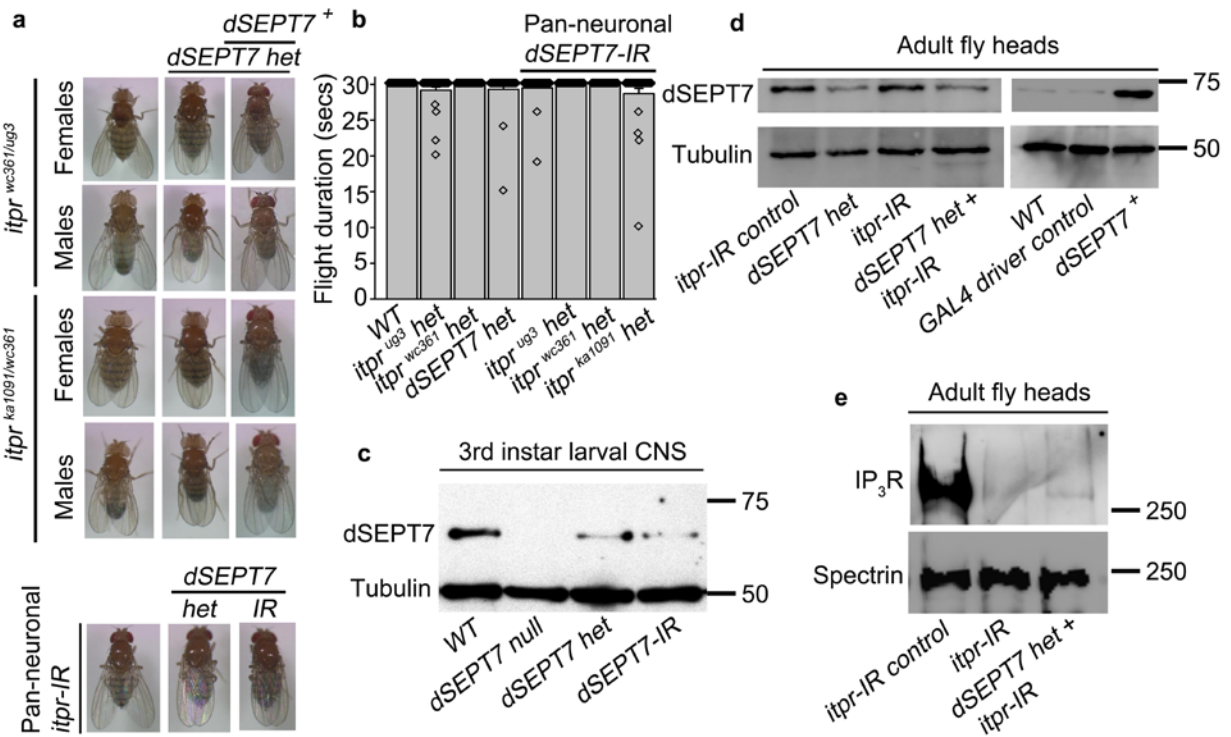 a
dSEPT7 +
dSEPT7 het
Females
Males
itpr wc361/ug3
Females
Males
itpr ka1091/wc361
dSEPT7
het IR
Pan-neuronal
itpr-IR
b
Pan-neuronal
dSEPT7-IR
Flight duration (secs)
30
25
20
15
10
5
0
WT
itpr ug3 het
itpr wc361 het
dSEPT7 het
itpr ug3 het
itpr wc361 het
itpr ka1091 het
c
3rd instar larval CNS
dSEPT7
Tubulin
75
50
WT
dSEPT7 null
dSEPT7 het
dSEPT7-IR
d
Adult fly heads
dSEPT7
Tubulin
75
50
itpr-IR control
dSEPT7 het
itpr-IR
dSEPT7 het +
itpr-IR
WT
GAL4 driver control
dSEPT7 +
e
Adult fly heads
IP3R
250
Spectrin
250
itpr-IR control
itpr-IR
dSEPT7 het +
itpr-IR